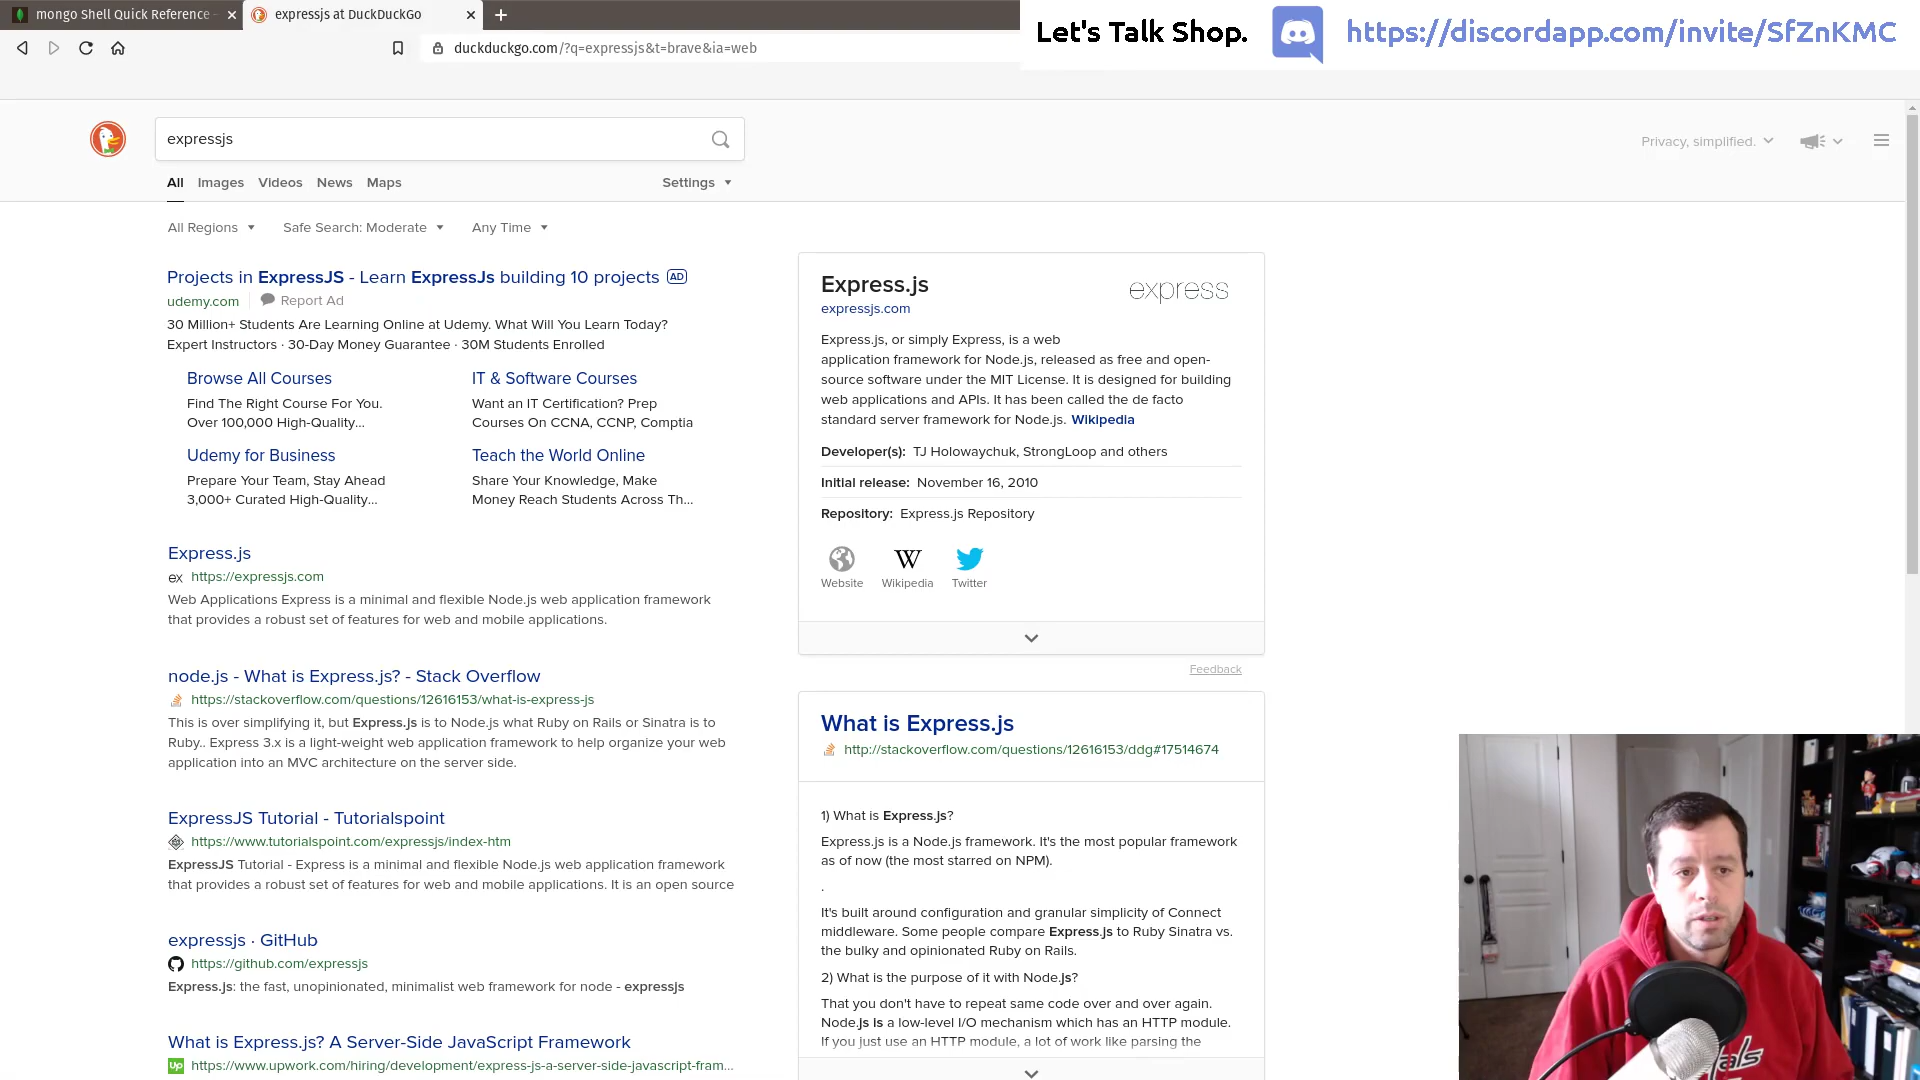 mongo Shell Quick Reference
expressjs at DuckDuckGo
Let's Talk Shop.
https://discordapp.com/invite/SfZnKMC
duckduckgo.com/?q=expressjs&t=brave&ia=web
expressjs
Privacy, simplified.
All Images Videos News Maps
Settings
All Regions
Safe Search: Moderate
Any Time
Projects in ExpressJS - Learn ExpressJs building 10 projects AD
udemy.com Report Ad
30 Million+ Students Are Learning Online at Udemy. What Will You Learn Today?
Expert Instructors · 30-Day Money Guarantee · 30M Students Enrolled
Browse All Courses
Find The Right Course For You.
Over 100,000 High-Quality...
IT & Software Courses
Want an IT Certification? Prep
Courses On CCNA, CCNP, Comptia
Udemy for Business
Prepare Your Team, Stay Ahead
3,000+ Curated High-Quality...
Teach the World Online
Share Your Knowledge, Make
Money Reach Students Across Th...
Express.js
ex https://expressjs.com
Web Applications Express is a minimal and flexible Node.js web application framework
that provides a robust set of features for web and mobile applications.
node.js - What is Express.js? - Stack Overflow
https://stackoverflow.com/questions/12616153/what-is-express-js
This is over simplifying it, but Express.js is to Node.js what Ruby on Rails or Sinatra is to
Ruby.. Express 3.x is a light-weight web application framework to help organize your web
application into an MVC architecture on the server side.
ExpressJS Tutorial - Tutorialspoint
https://www.tutorialspoint.com/expressjs/index-htm
ExpressJS Tutorial - Express is a minimal and flexible Node.js web application framework
that provides a robust set of features for web and mobile applications. It is an open source
expressjs · GitHub
https://github.com/expressjs
Express.js: the fast, unopinionated, minimalist web framework for node - expressjs
What is Express.js? A Server-Side JavaScript Framework
Up https://www.upwork.com/hiring/development/express-js-a-server-side-javascript-fram...
Express.js
express
expressjs.com
Express.js, or simply Express, is a web
application framework for Node.js, released as free and open-
source software under the MIT License. It is designed for building
web applications and APIs. It has been called the de facto
standard server framework for Node.js. Wikipedia
Developer(s): TJ Holowaychuk, StrongLoop and others
Initial release: November 16, 2010
Repository: Express.js Repository
W
Website Wikipedia Twitter
Feedback
What is Express.js
http://stackoverflow.com/questions/12616153/ddg#17514674
1) What is Express.js?
Express.js is a Node.js framework. It's the most popular framework
as of now (the most starred on NPM).
.
It's built around configuration and granular simplicity of Connect
middleware. Some people compare Express.js to Ruby Sinatra vs.
the bulky and opinionated Ruby on Rails.
2) What is the purpose of it with Node.js?
That you don't have to repeat same code over and over again.
Node.js is a low-level I/O mechanism which has an HTTP module.
If you just use an HTTP module, a lot of work like parsing the